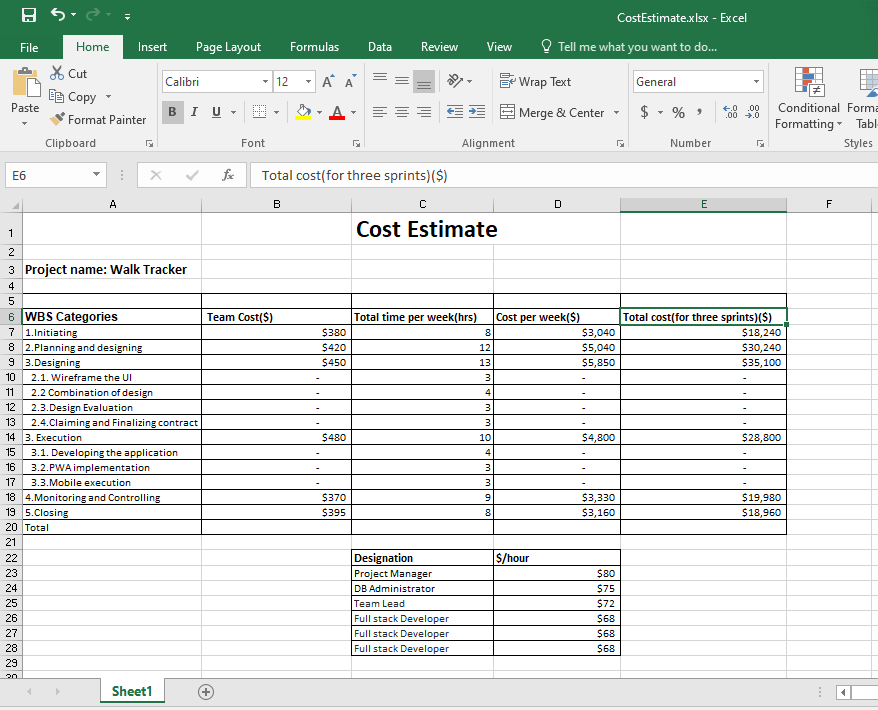 CostEstimate.xlsx - Excel
File Home Insert Page Layout Formulas Data Review View Tell me what you want to do...
Paste
Cut
Copy
Format Painter
Calibri 12 A A
B I U A
Wrap Text
Merge & Center
General
$ % ,
Conditional Formatting
Clipboard Font Alignment Number Styles
E6 fx Total cost(for three sprints)($)
A B C D E F
1 Cost Estimate
2
3 Project name: Walk Tracker
4
5
6 WBS Categories Team Cost($) Total time per week(hrs) Cost per week($) Total cost(for three sprints)($)
7 1.Initiating $380 8 $3,040 $18,240
8 2.Planning and designing $420 12 $5,040 $30,240
9 3.Designing $450 13 $5,850 $35,100
10 2.1. Wireframe the UI - 3 - -
11 2.2 Combination of design - 4 - -
12 2.3.Design Evaluation - 3 - -
13 2.4.Claiming and Finalizing contract - 3 - -
14 3. Execution $480 10 $4,800 $28,800
15 3.1. Developing the application - 4 - -
16 3.2.PWA implementation - 3 - -
17 3.3.Mobile execution - 3 - -
18 4.Monitoring and Controlling $370 9 $3,330 $19,980
19 5.Closing $395 8 $3,160 $18,960
20 Total
21
22 Designation $/hour
23 Project Manager $80
24 DB Administrator $75
25 Team Lead $72
26 Full stack Developer $68
27 Full stack Developer $68
28 Full stack Developer $68
29
Sheet1